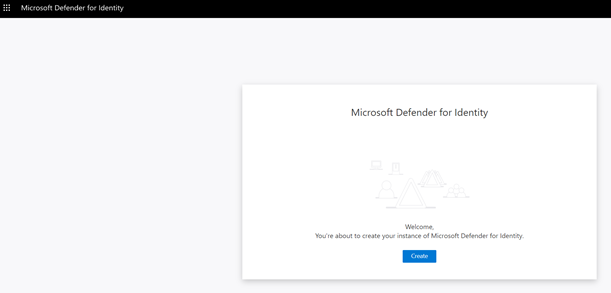 Microsoft Defender for Identity
Microsoft Defender for Identity
Welcome,
You're about to create your instance of Microsoft Defender for Identity.
Create